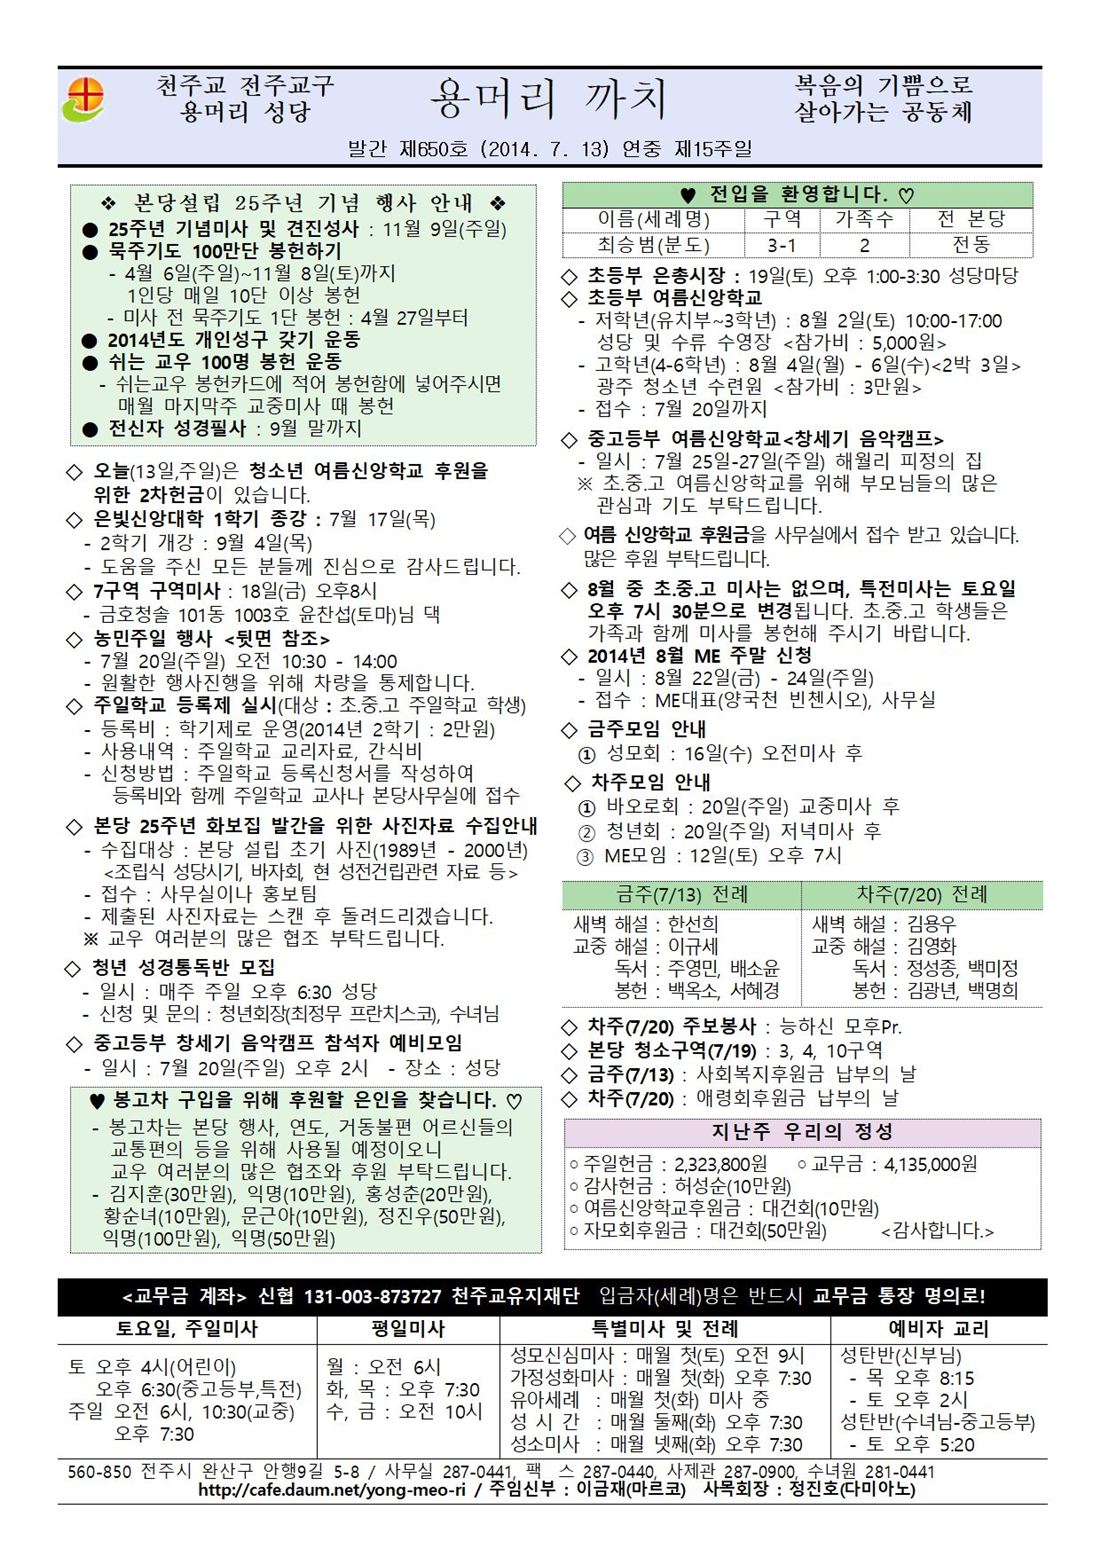 천주교 전주교구
용머리 성당
용머리 까치
복음의 기쁨으로
살아가는 공동체
발간 제650호 (2014. 7. 13) 연중 제15주일
❖ 본당설립 25주년 기념 행사 안내 ❖
● 25주년 기념미사 및 견진성사 : 11월 9일(주일)
● 묵주기도 100만단 봉헌하기
- 4월 6일(주일)~11월 8일(토)까지
1인당 매일 10단 이상 봉헌
- 미사 전 묵주기도 1단 봉헌 : 4월 27일부터
● 2014년도 개인성구 갖기 운동
● 쉬는 교우 100명 봉헌 운동
- 쉬는교우 봉헌카드에 적어 봉헌함에 넣어주시면
매월 마지막주 교중미사 때 봉헌
● 전신자 성경필사 : 9월 말까지
◇ 오늘(13일,주일)은 청소년 여름신앙학교 후원을
위한 2차헌금이 있습니다.
◇ 은빛신앙대학 1학기 종강 : 7월 17일(목)
- 2학기 개강 : 9월 4일(목)
- 도움을 주신 모든 분들께 진심으로 감사드립니다.
◇ 7구역 구역미사 : 18일(금) 오후8시
- 금호청솔 101동 1003호 윤찬섭(토마)님 댁
◇ 농민주일 행사 <뒷면 참조>
- 7월 20일(주일) 오전 10:30 - 14:00
- 원활한 행사진행을 위해 차량을 통제합니다.
◇ 주일학교 등록제 실시(대상 : 초.중.고 주일학교 학생)
- 등록비 : 학기제로 운영(2014년 2학기 : 2만원)
- 사용내역 : 주일학교 교리자료, 간식비
- 신청방법 : 주일학교 등록신청서를 작성하여
등록비와 함께 주일학교 교사나 본당사무실에 접수
◇ 본당 25주년 화보집 발간을 위한 사진자료 수집안내
- 수집대상 : 본당 설립 초기 사진(1989년 - 2000년)
<조립식 성당시기, 바자회, 현 성전건립관련 자료 등>
- 접수 : 사무실이나 홍보팀
- 제출된 사진자료는 스캔 후 돌려드리겠습니다.
※ 교우 여러분의 많은 협조 부탁드립니다.
◇ 청년 성경통독반 모집
- 일시 : 매주 주일 오후 6:30 성당
- 신청 및 문의 : 청년회장(최정무 프란치스코), 수녀님
◇ 중고등부 창세기 음악캠프 참석자 예비모임
- 일시 : 7월 20일(주일) 오후 2시 - 장소 : 성당
♥ 봉고차 구입을 위해 후원할 은인을 찾습니다. ♡
- 봉고차는 본당 행사, 연도, 거동불편 어르신들의
교통편의 등을 위해 사용될 예정이오니
교우 여러분의 많은 협조와 후원 부탁드립니다.
- 김지훈(30만원), 익명(10만원), 홍성춘(20만원),
황순녀(10만원), 문근아(10만원), 정진우(50만원),
익명(100만원), 익명(50만원)
♥ 전입을 환영합니다. ♡
이름(세례명) 구역 가족수 전 본당
최승범(분도) 3-1 2 전동
◇ 초등부 은총시장 : 19일(토) 오후 1:00-3:30 성당마당
◇ 초등부 여름신앙학교
- 저학년(유치부~3학년) : 8월 2일(토) 10:00-17:00
성당 및 수류 수영장 <참가비 : 5,000원>
- 고학년(4-6학년) : 8월 4일(월) - 6일(수)<2박 3일>
광주 청소년 수련원 <참가비 : 3만원>
- 접수 : 7월 20일까지
◇ 중고등부 여름신앙학교<창세기 음악캠프>
- 일시 : 7월 25일-27일(주일) 해월리 피정의 집
※ 초.중.고 여름신앙학교를 위해 부모님들의 많은
관심과 기도 부탁드립니다.
◇ 여름 신앙학교 후원금을 사무실에서 접수 받고 있습니다.
많은 후원 부탁드립니다.
◇ 8월 중 초.중.고 미사는 없으며, 특전미사는 토요일
오후 7시 30분으로 변경됩니다. 초.중.고 학생들은
가족과 함께 미사를 봉헌해 주시기 바랍니다.
◇ 2014년 8월 ME 주말 신청
- 일시 : 8월 22일(금) - 24일(주일)
- 접수 : ME대표(양국천 빈첸시오), 사무실
◇ 금주모임 안내
① 성모회 : 16일(수) 오전미사 후
◇ 차주모임 안내
① 바오로회 : 20일(주일) 교중미사 후
② 청년회 : 20일(주일) 저녁미사 후
③ ME모임 : 12일(토) 오후 7시
금주(7/13) 전례 차주(7/20) 전례
새벽 해설 : 한선희 새벽 해설 : 김용우
교중 해설 : 이규세 교중 해설 : 김영화
독서 : 주영민, 배소윤 독서 : 정성종, 백미정
봉헌 : 백옥소, 서혜경 봉헌 : 김광년, 백명희
◇ 차주(7/20) 주보봉사 : 능하신 모후Pr.
◇ 본당 청소구역(7/19) : 3, 4, 10구역
◇ 금주(7/13) : 사회복지후원금 납부의 날
◇ 차주(7/20) : 애령회후원금 납부의 날
지난주 우리의 정성
○ 주일헌금 : 2,323,800원 ○ 교무금 : 4,135,000원
○ 감사헌금 : 허성순(10만원)
○ 여름신앙학교후원금 : 대건회(10만원)
○ 자모회후원금 : 대건회(50만원) <감사합니다.>
<교무금 계좌> 신협 131-003-873727 천주교유지재단 입금자(세례)명은 반드시 교무금 통장 명의로!
토요일, 주일미사 평일미사 특별미사 및 전례 예비자 교리
토 오후 4시(어린이)
오후 6:30(중고등부,특전)
주일 오전 6시, 10:30(교중)
오후 7:30
월 : 오전 6시
화, 목 : 오후 7:30
수, 금 : 오전 10시
성모신심미사 : 매월 첫(토) 오전 9시
가정성화미사 : 매월 첫(화) 오후 7:30
유아세례 : 매월 첫(화) 미사 중
성 시 간 : 매월 둘째(화) 오후 7:30
성소미사 : 매월 넷째(화) 오후 7:30
성탄반(신부님)
- 목 오후 8:15
- 토 오후 2시
성탄반(수녀님-중고등부)
- 토 오후 5:20
560-850 전주시 완산구 안행9길 5-8 / 사무실 287-0441, 팩 스 287-0440, 사제관 287-0900, 수녀원 281-0441
http://cafe.daum.net/yong-meo-ri / 주임신부 : 이금재(마르코) 사목회장 : 정진호(다미아노)